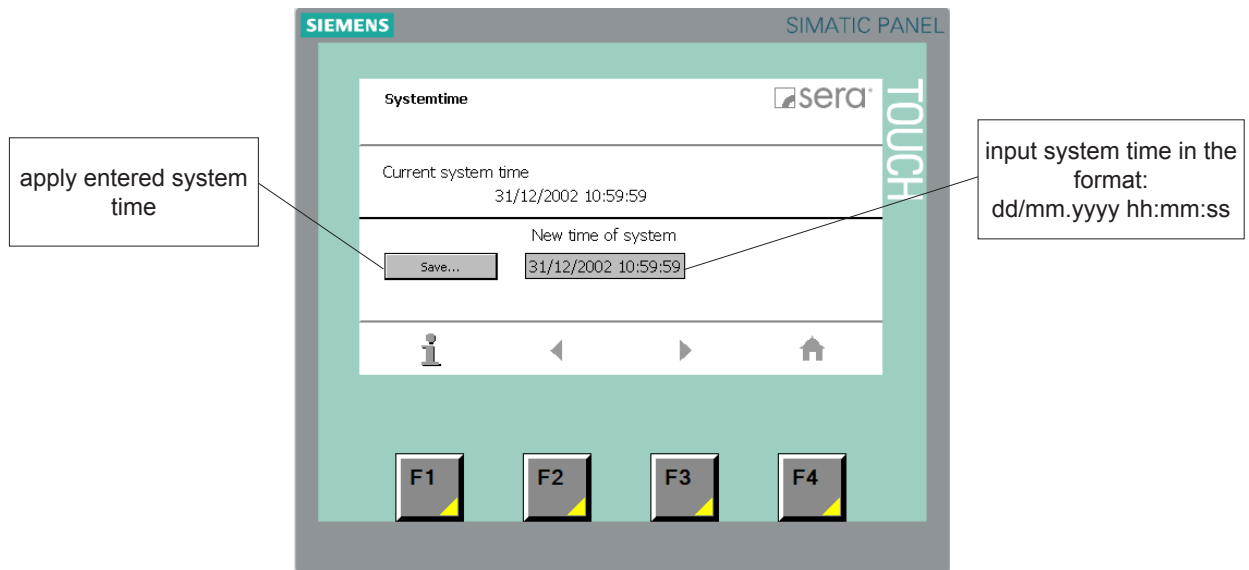 SIEMENS
SIMATIC PANEL
TOUCH
Systemtime
sera
Current system time
31/12/2002 10:59:59
New time of system
Save...
31/12/2002 10:59:59
F1
F2
F3
F4
apply entered system
time
input system time in the
format:
dd/mm.yyyy hh:mm:ss